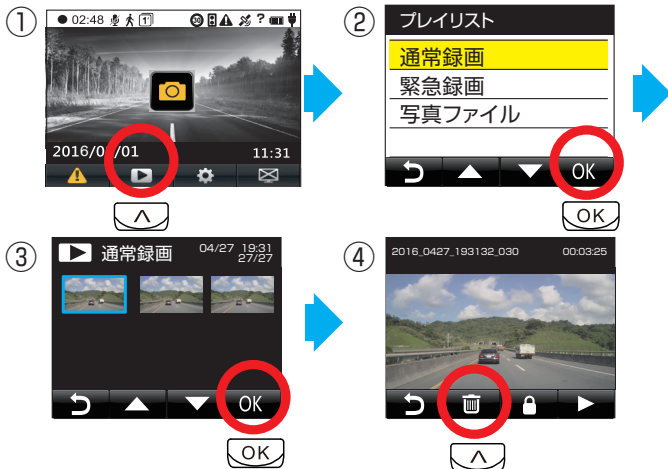 ①
02:48 1' 30 ?
2016/0 /01 11:31
②
プレイリスト
通常録画
緊急録画
写真ファイル
OK
OK
③
通常録画 04/27 19:31
27/27
OK
OK
④
2016_0427_193132_030 00:03:25